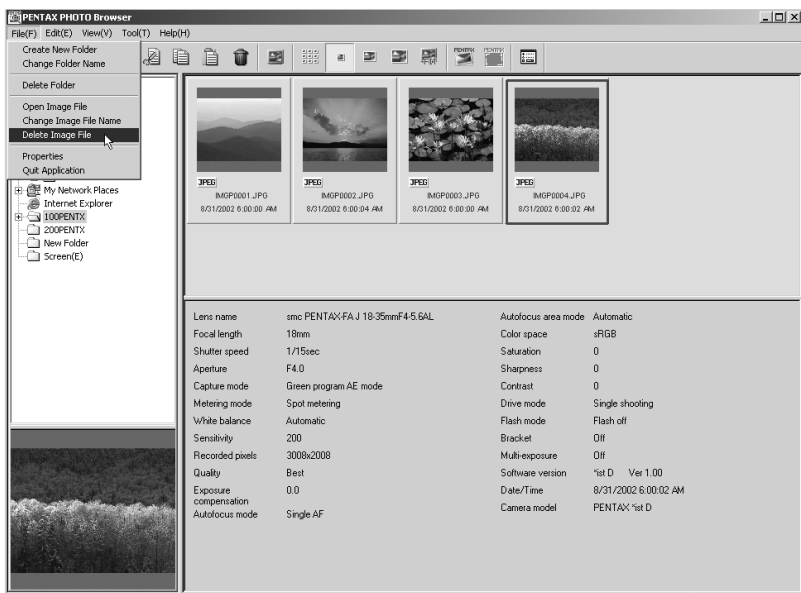 PENTAX PHOTO Browser
File(F) Edit(E) View(V) Tool(T) Help(H)
Create New Folder
Change Folder Name
Delete Folder
Open Image File
Change Image File Name
Delete Image File
Properties
Quit Application
My Network Places
Internet Explorer
100PENTX
200PENTX
New Folder
Screen(E)
PENTAX PENTAX
JPEG JPEG JPEG JPEG
IMGP0001.JPG IMGP0002.JPG IMGP0003.JPG IMGP0004.JPG
8/31/2002 6:00:00 AM 8/31/2002 6:00:04 AM 8/31/2002 6:00:00 AM 8/31/2002 6:00:02 AM
Lens name smc PENTAX-FA J 18-35mmF4-5.6AL
Focal length 18mm
Shutter speed 1/15sec
Aperture F4.0
Capture mode Green program AE mode
Metering mode Spot metering
White balance Automatic
Sensitivity 200
Recorded pixels 3008x2008
Quality Best
Exposure compensation 0.0
Autofocus mode Single AF
Autofocus area mode Automatic
Color space sRGB
Saturation 0
Sharpness 0
Contrast 0
Drive mode Single shooting
Flash mode Flash off
Bracket Off
Multi-exposure Off
Software version *ist D Ver 1.00
Date/Time 8/31/2002 6:00:02 AM
Camera model PENTAX *ist D